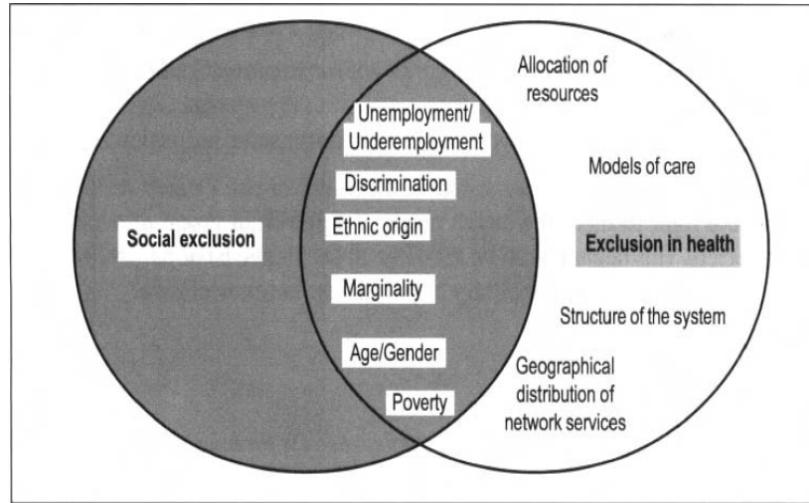 Social exclusion
Unemployment/
Underemployment
Discrimination
Ethnic origin
Marginality
Age/Gender
Poverty
Allocation of
resources
Models of care
Exclusion in health
Structure of the system
Geographical
distribution of
network services